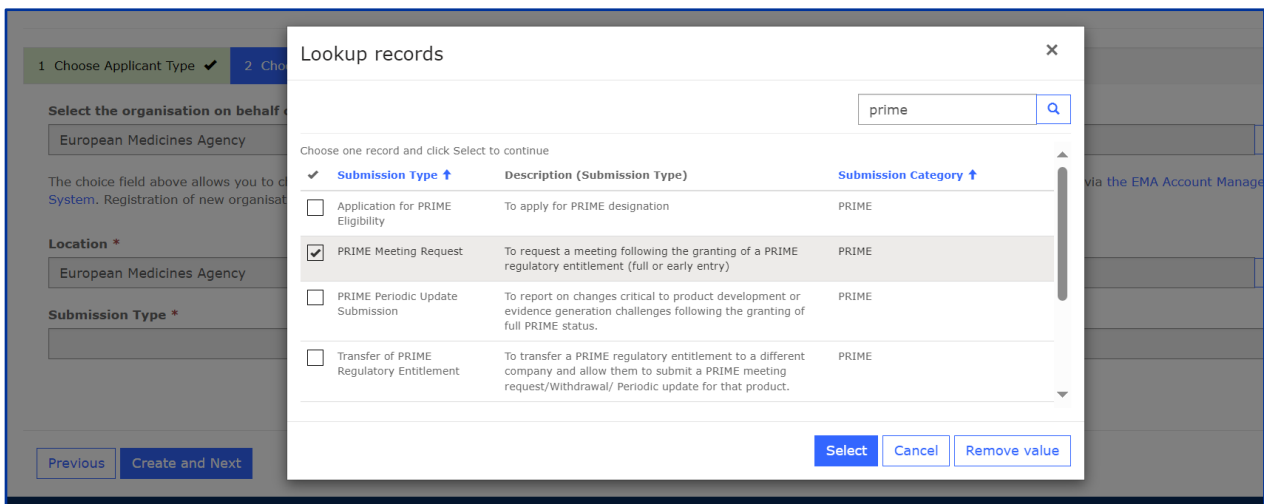 Lookup records
×
1 Choose Applicant Type ✔
2 Cho
prime
Select the organisation on behalf
European Medicines Agency
Choose one record and click Select to continue
✔ Submission Type ↑ Description (Submission Type) Submission Category ↑
The choice field above allows you to
via the EMA Account Manage
System. Registration of new organisat
Application for PRIME
Eligibility
To apply for PRIME designation
PRIME
Location *
European Medicines Agency
PRIME Meeting Request
To request a meeting following the granting of a PRIME
regulatory entitlement (full or early entry)
PRIME
Submission Type *
PRIME Periodic Update
Submission
To report on changes critical to product development or
evidence generation challenges following the granting of
full PRIME status.
PRIME
Transfer of PRIME
Regulatory Entitlement
To transfer a PRIME regulatory entitlement to a different
company and allow them to submit a PRIME meeting
request/Withdrawal/ Periodic update for that product.
PRIME
Select Cancel Remove value
Previous Create and Next